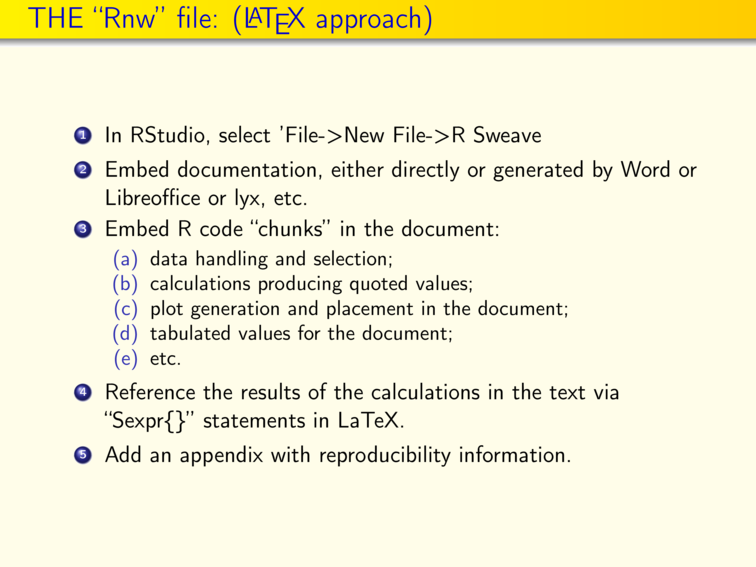 THE “Rnw” file: (LATEX approach)
1 In RStudio, select 'File->New File->R Sweave
2 Embed documentation, either directly or generated by Word or
Libreoffice or lyx, etc.
3 Embed R code “chunks” in the document:
(a) data handling and selection;
(b) calculations producing quoted values;
(c) plot generation and placement in the document;
(d) tabulated values for the document;
(e) etc.
4 Reference the results of the calculations in the text via
“Sexpr{}” statements in LaTeX.
5 Add an appendix with reproducibility information.